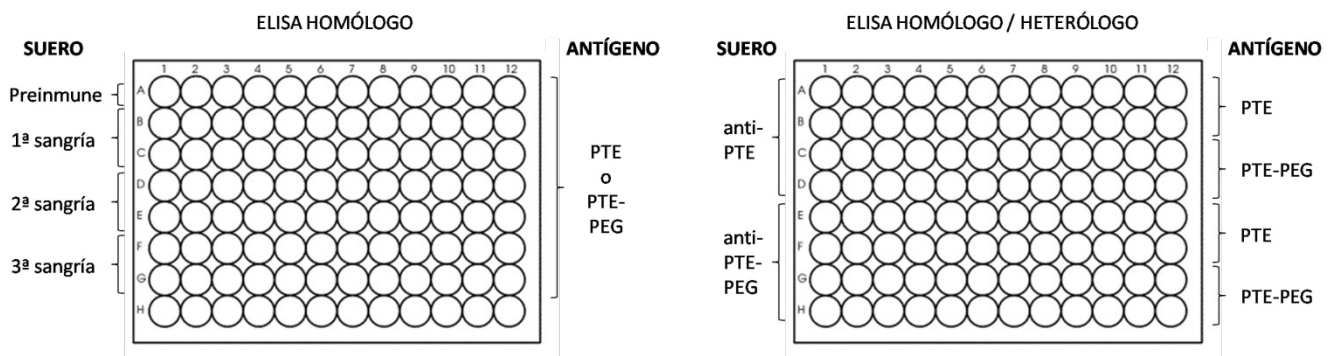 ELISA HOMÓLOGO
SUERO
ANTÍGENO
1 2 3 4 5 6 7 8 9 10 11 12
A
B
C
D
E
F
G
H
Preinmune
1ª sangría
2ª sangría
3ª sangría
PTE
o
PTE-
PEG
ELISA HOMÓLOGO / HETERÓLOGO
SUERO
ANTÍGENO
1 2 3 4 5 6 7 8 9 10 11 12
A
B
C
D
E
F
G
H
anti-
PTE
anti-
PTE-
PEG
PTE
PTE-PEG
PTE
PTE-PEG